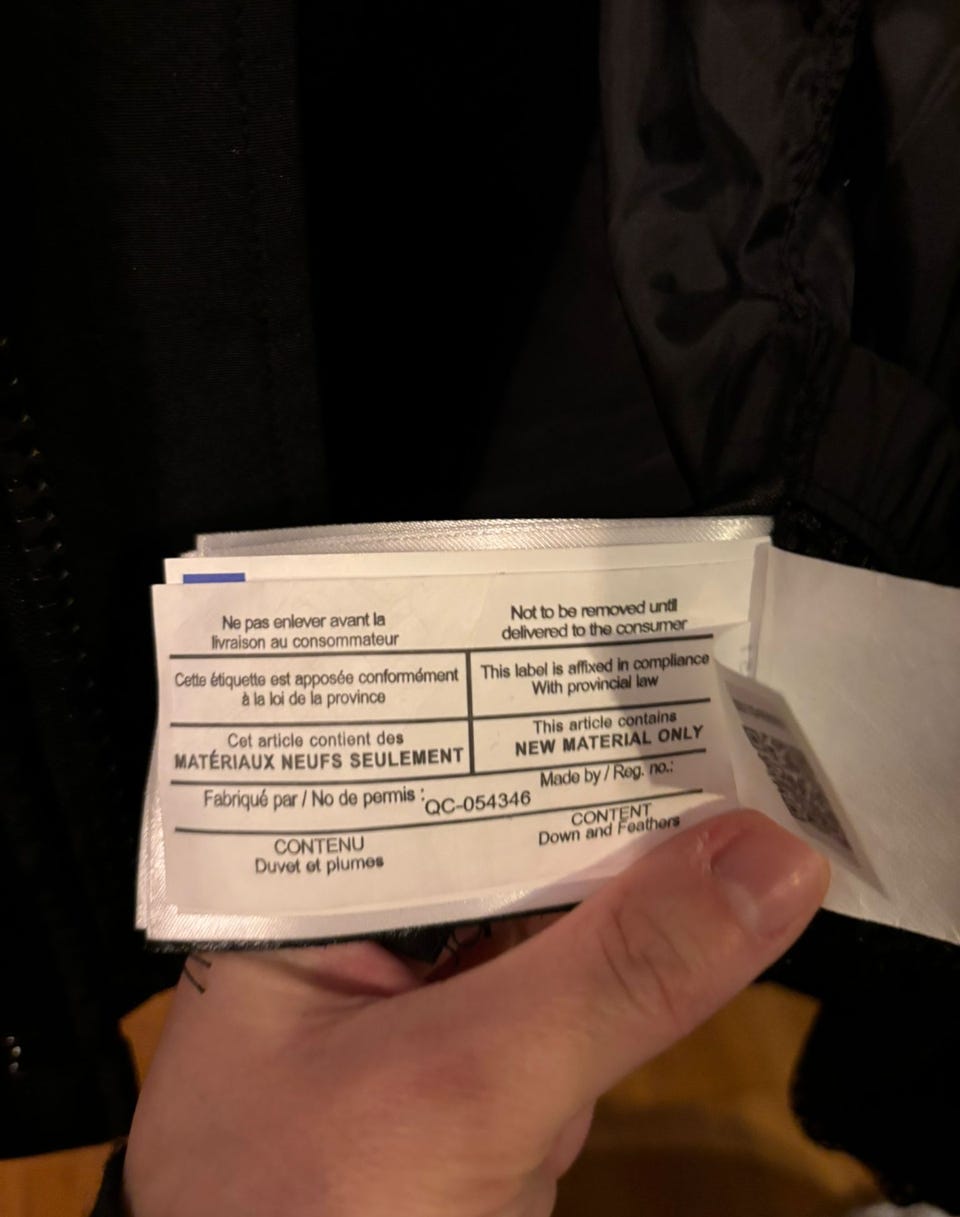 Ne pas enlever avant la
livraison au consommateur
Not to be removed until
delivered to the consumer
Cette étiquette est apposée conformément
à la loi de la province
This label is affixed in compliance
With provincial law
Cet article contient des
MATÉRIAUX NEUFS SEULEMENT
This article contains
NEW MATERIAL ONLY
Fabriqué par / No de permis :
QC-054346
Made by / Reg. no.:
CONTENU
Duvet et plumes
CONTENT
Down and Feathers